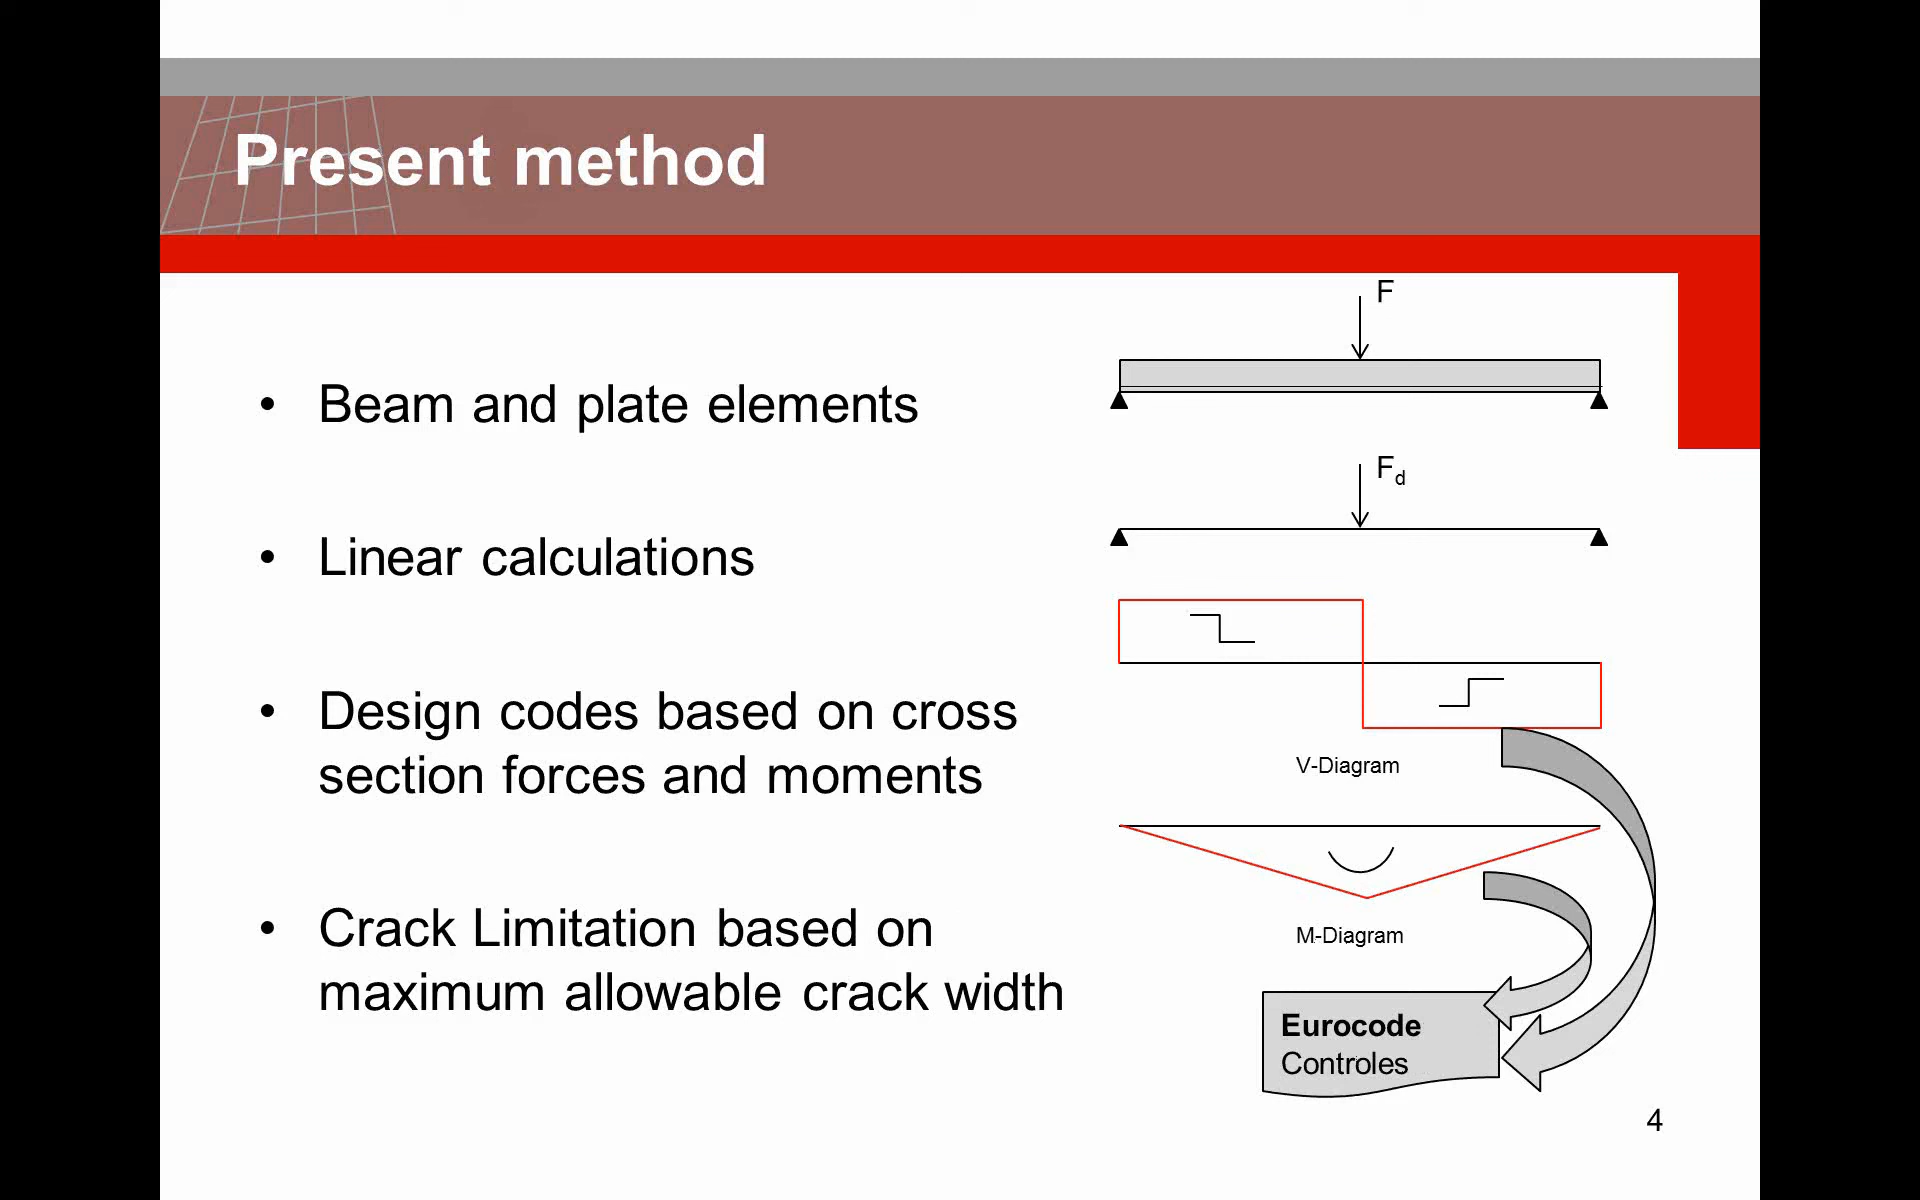 Present method
• Beam and plate elements
• Linear calculations
• Design codes based on cross
section forces and moments
• Crack Limitation based on
maximum allowable crack width
F
Fd
V-Diagram
M-Diagram
Eurocode
Controles
4